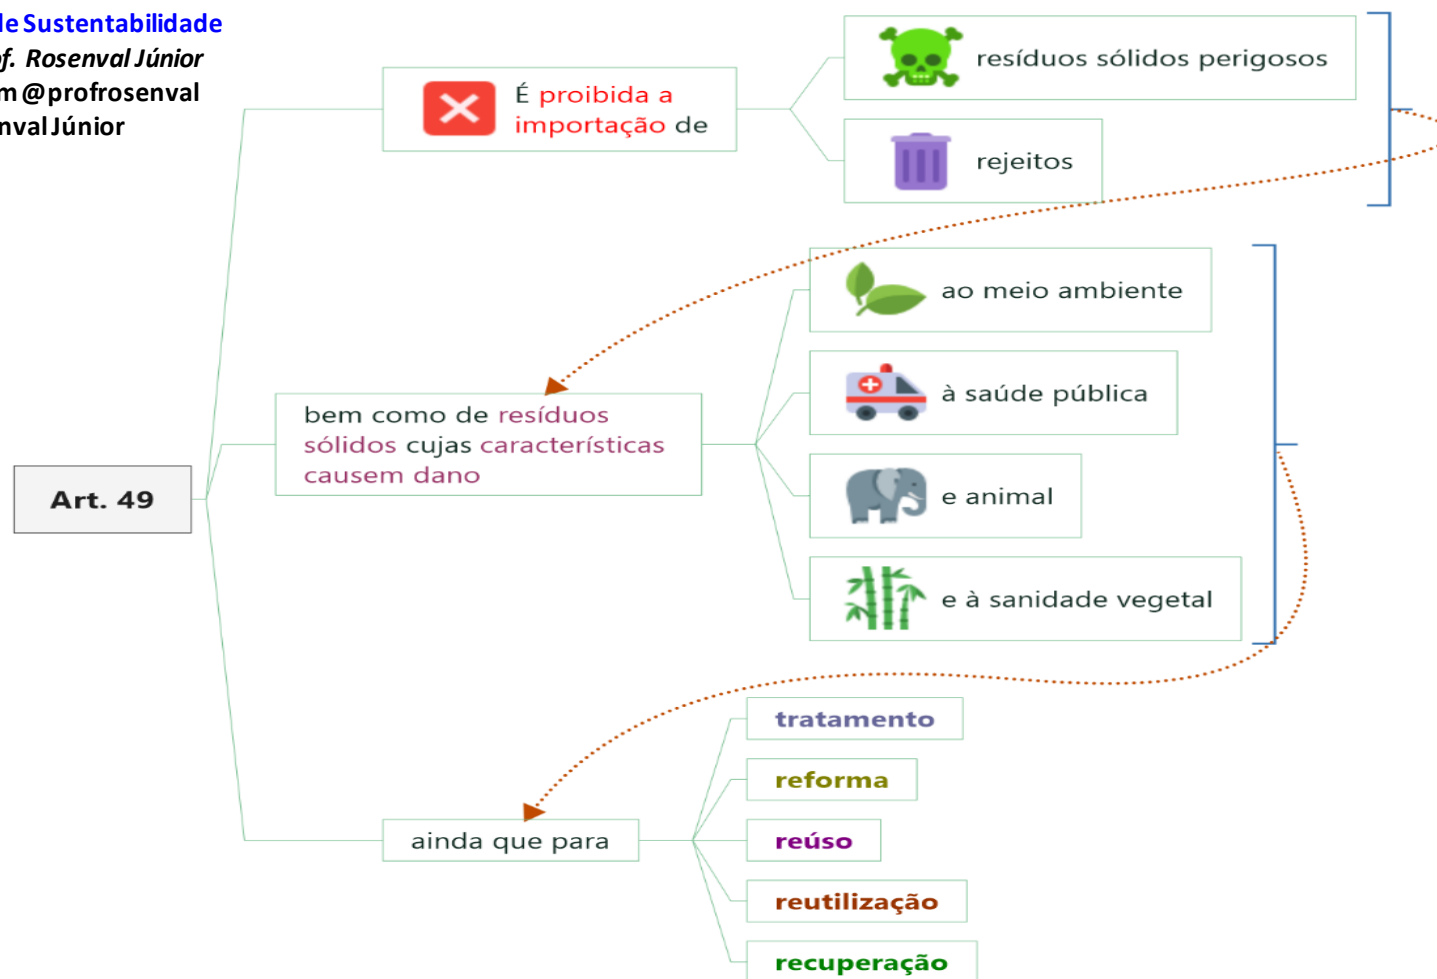 de Sustentabilidade
of. Rosenval Júnior
m @profrosenval
nval Júnior
É proibida a
importação de
resíduos sólidos perigosos
rejeitos
Art. 49
bem como de resíduos
sólidos cujas características
causem dano
ao meio ambiente
à saúde pública
e animal
e à sanidade vegetal
ainda que para
tratamento
reforma
reúso
reutilização
recuperação